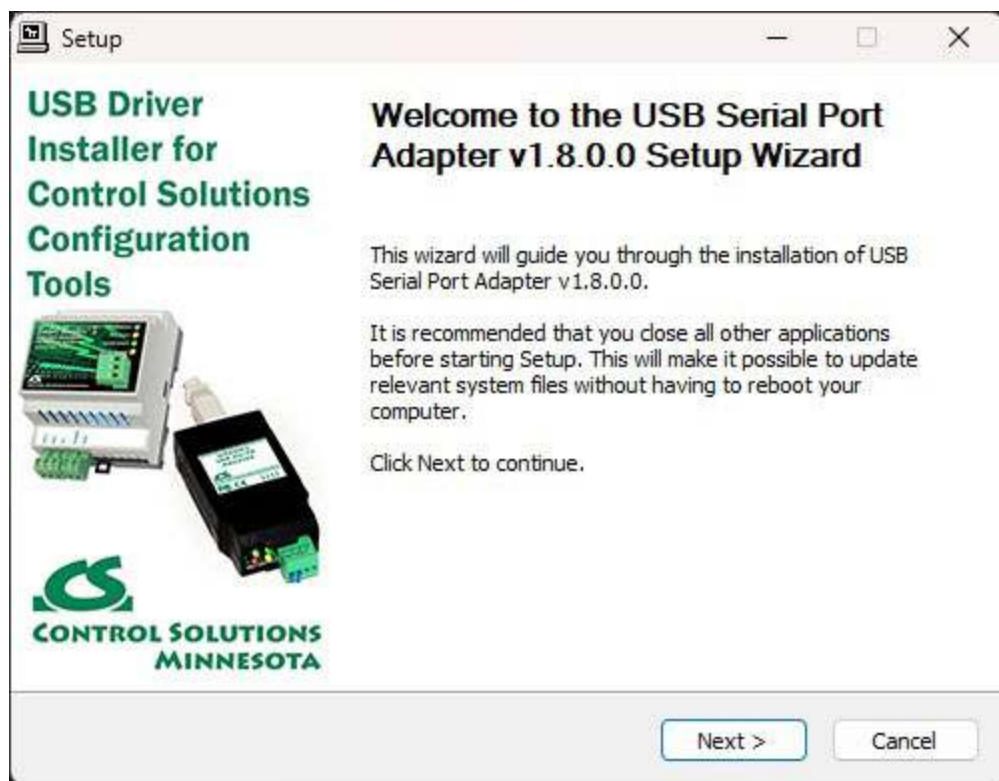 Setup
USB Driver
Installer for
Control Solutions
Configuration
Tools
CS
CONTROL SOLUTIONS
MINNESOTA
Welcome to the USB Serial Port
Adapter v1.8.0.0 Setup Wizard
This wizard will guide you through the installation of USB
Serial Port Adapter v1.8.0.0.
It is recommended that you close all other applications
before starting Setup. This will make it possible to update
relevant system files without having to reboot your
computer.
Click Next to continue.
Next >
Cancel